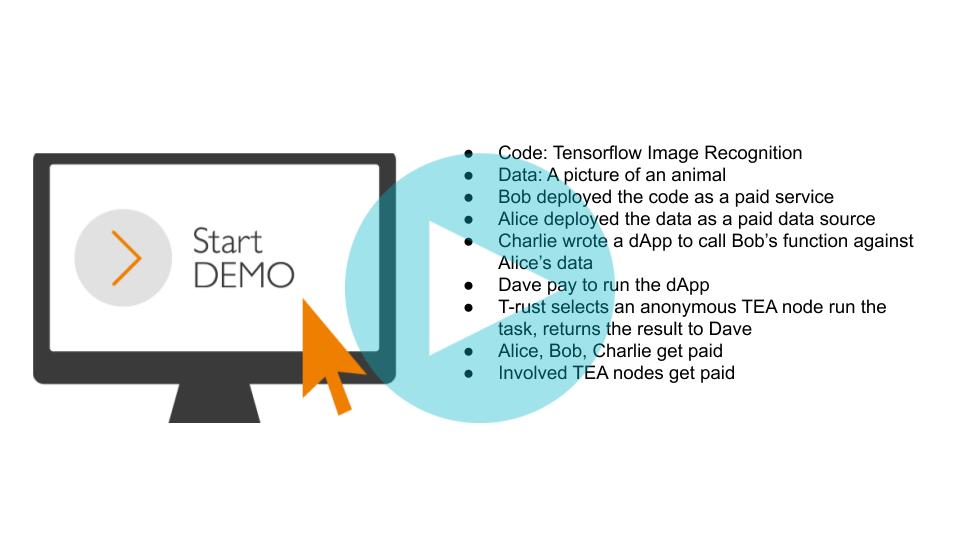 Start
DEMO
● Code: Tensorflow Image Recognition
● Data: A picture of an animal
● Bob deployed the code as a paid service
● Alice deployed the data as a paid data source
● Charlie wrote a dApp to call Bob’s function against
Alice’s data
● Dave pay to run the dApp
● T-rust selects an anonymous TEA node run the
task, returns the result to Dave
● Alice, Bob, Charlie get paid
● Involved TEA nodes get paid